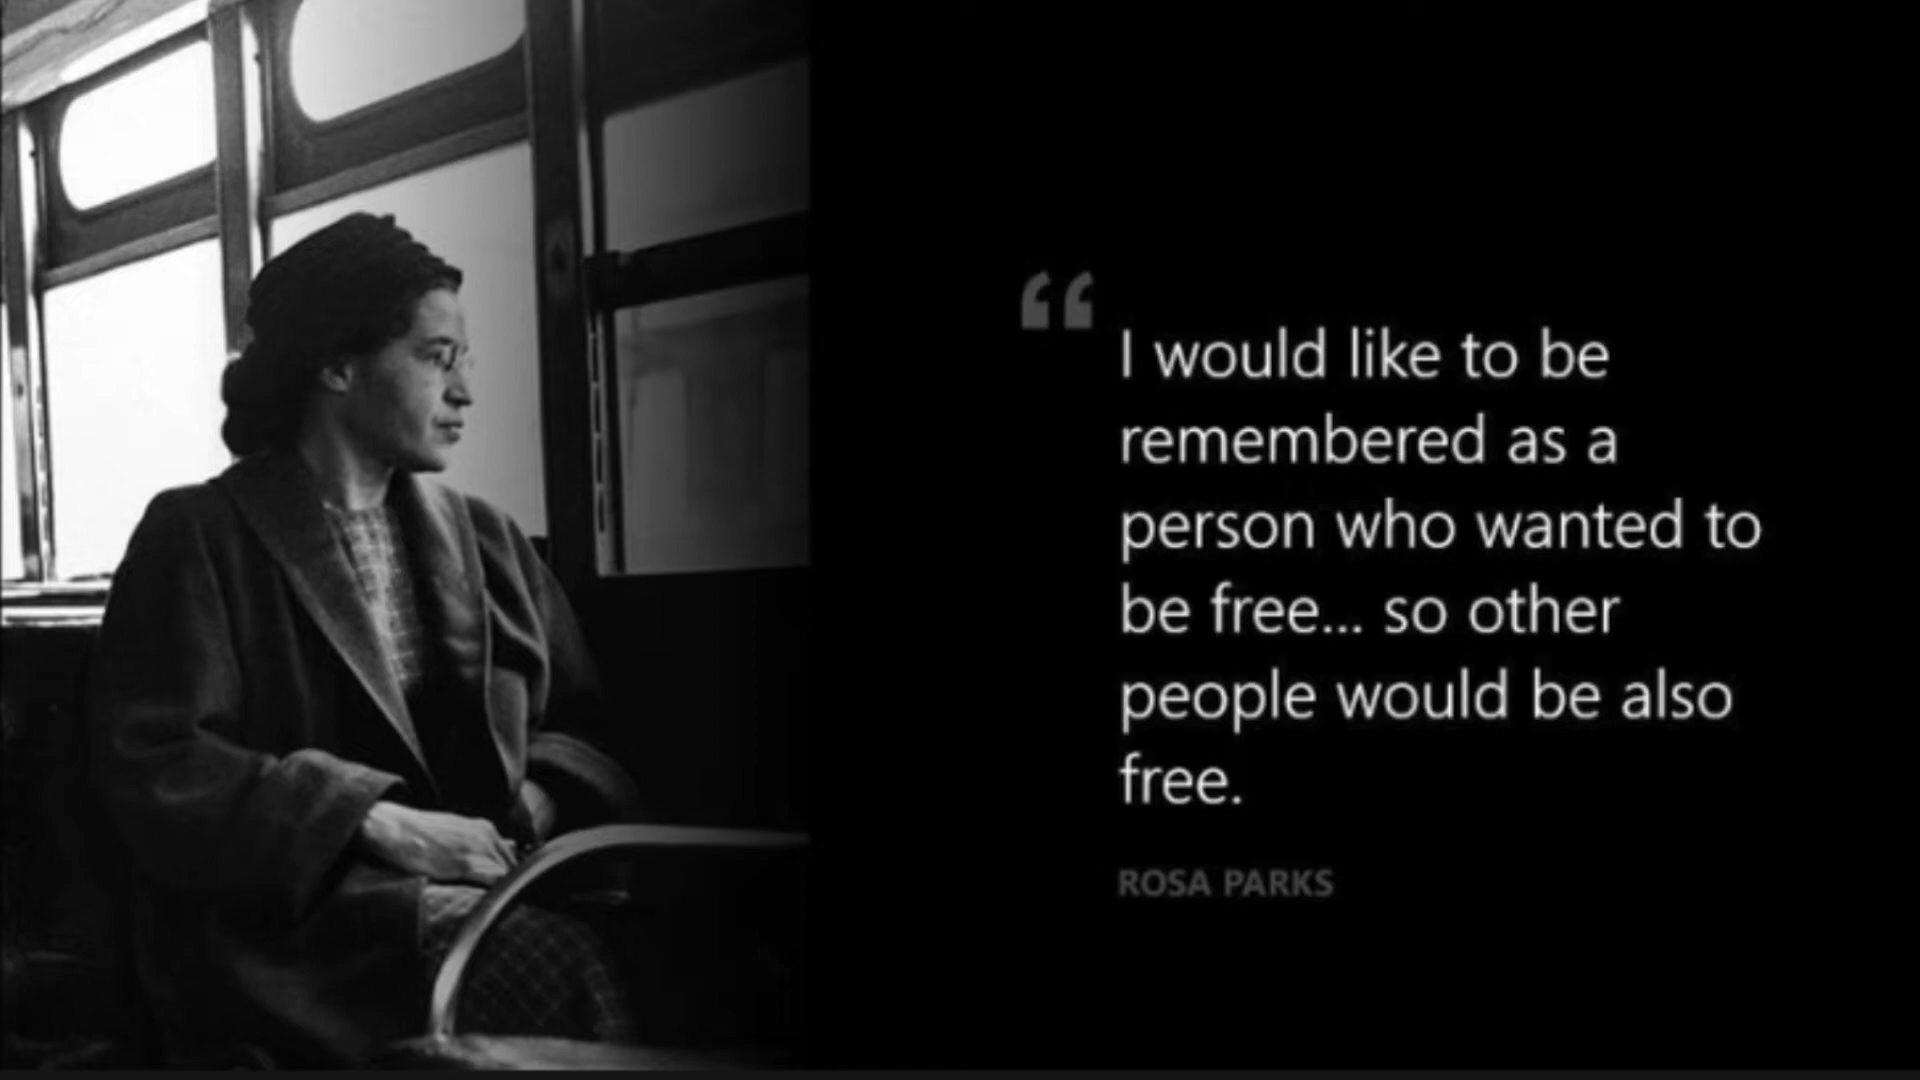 “
I would like to be
remembered as a
person who wanted to
be free... so other
people would be also
free.
ROSA PARKS